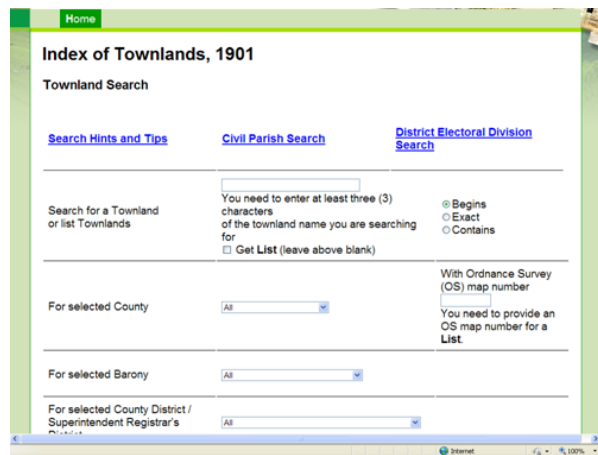 Home
Index of Townlands, 1901
Townland Search
Search Hints and Tips
Civil Parish Search
District Electoral Division
Search
Search for a Townland
or list Townlands
You need to enter at least three (3)
characters
of the townland name you are searching
for
Get List (leave above blank)
Begins
Exact
Contains
For selected County
All
With Ordnance Survey
(OS) map number
You need to provide an
OS map number for a
List.
For selected Barony
All
For selected County District /
Superintendent Registrar's
District
All
Internet
100%